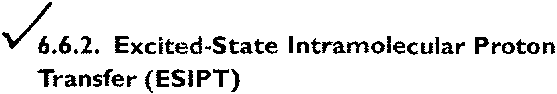 6.6.2. Excited-State Intramolecular Proton
Transfer (ESIPT)